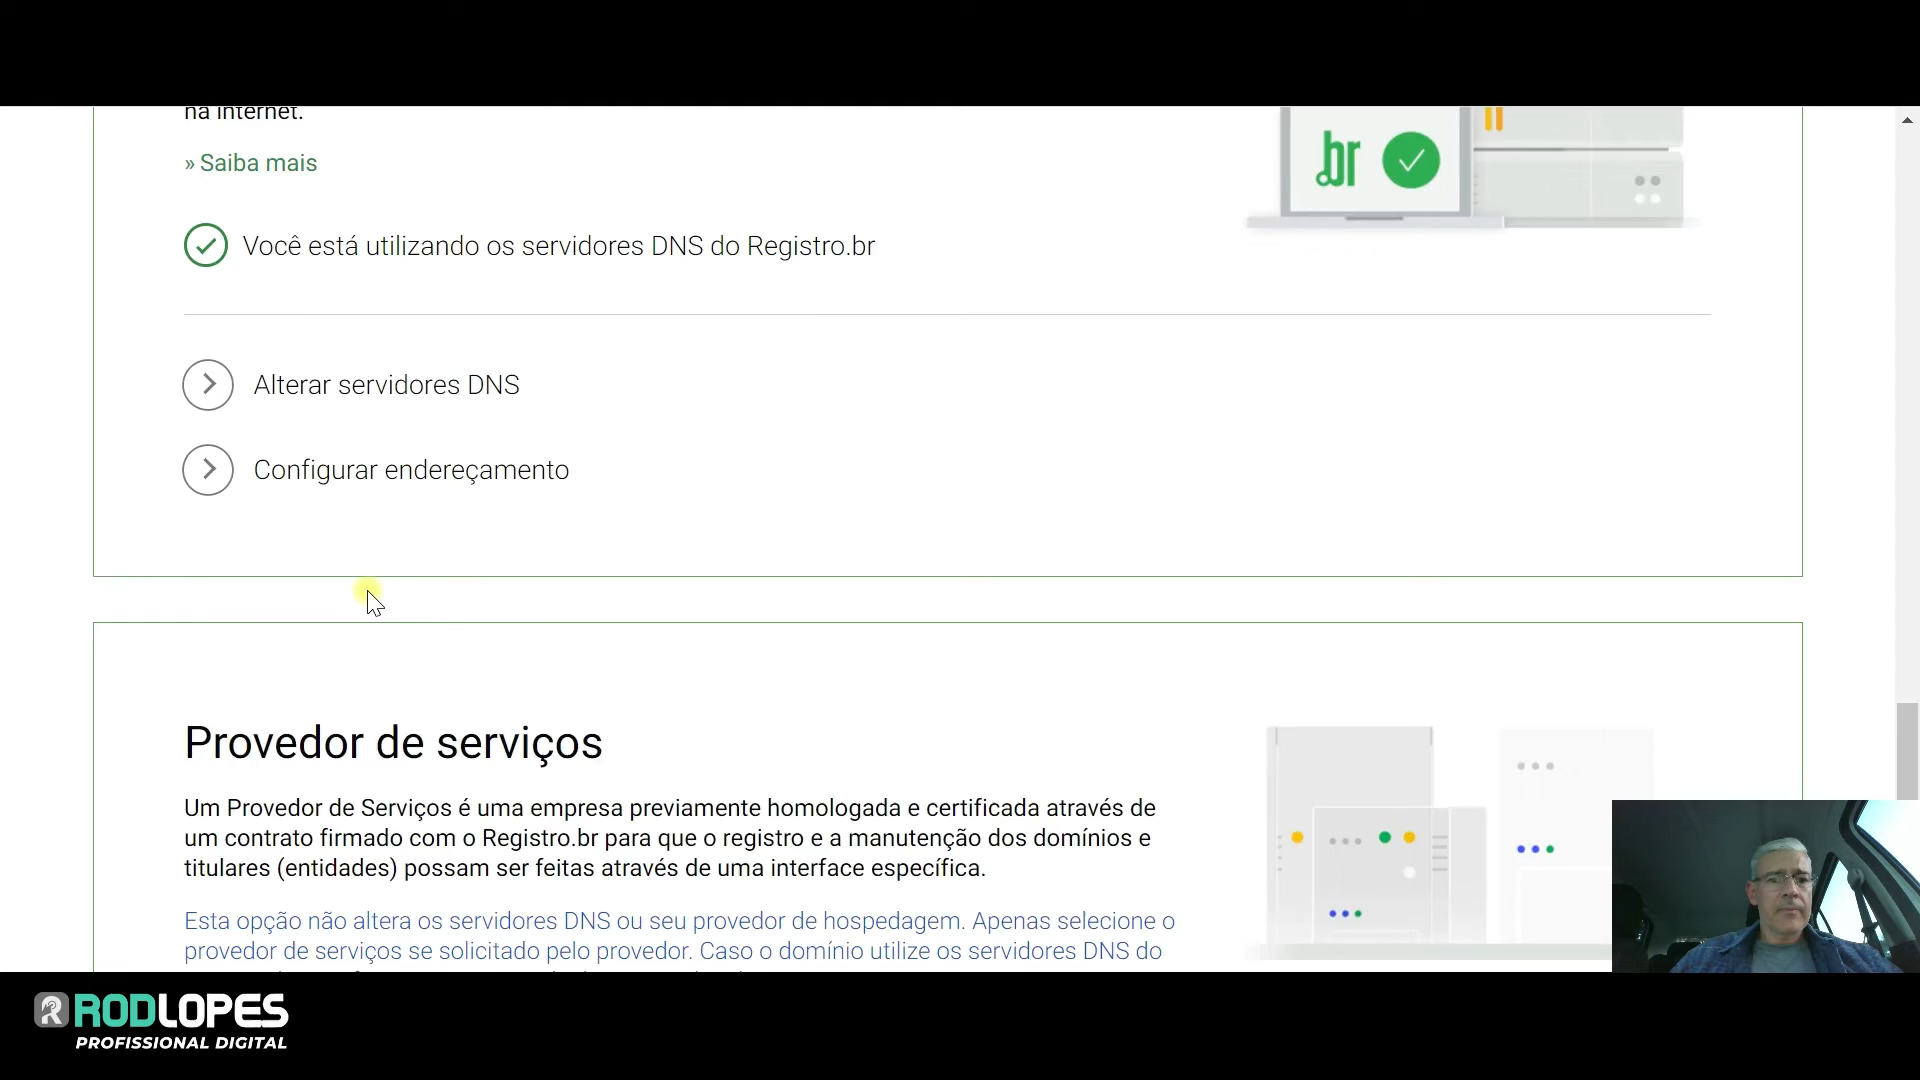 na internet.
» Saiba mais
.br
Você está utilizando os servidores DNS do Registro.br
Alterar servidores DNS
Configurar endereçamento
Provedor de serviços
Um Provedor de Serviços é uma empresa previamente homologada e certificada através de
um contrato firmado com o Registro.br para que o registro e a manutenção dos domínios e
titulares (entidades) possam ser feitas através de uma interface específica.
Esta opção não altera os servidores DNS ou seu provedor de hospedagem. Apenas selecione o
provedor de serviços se solicitado pelo provedor. Caso o domínio utilize os servidores DNS do
RODLOPES
PROFISSIONAL DIGITAL